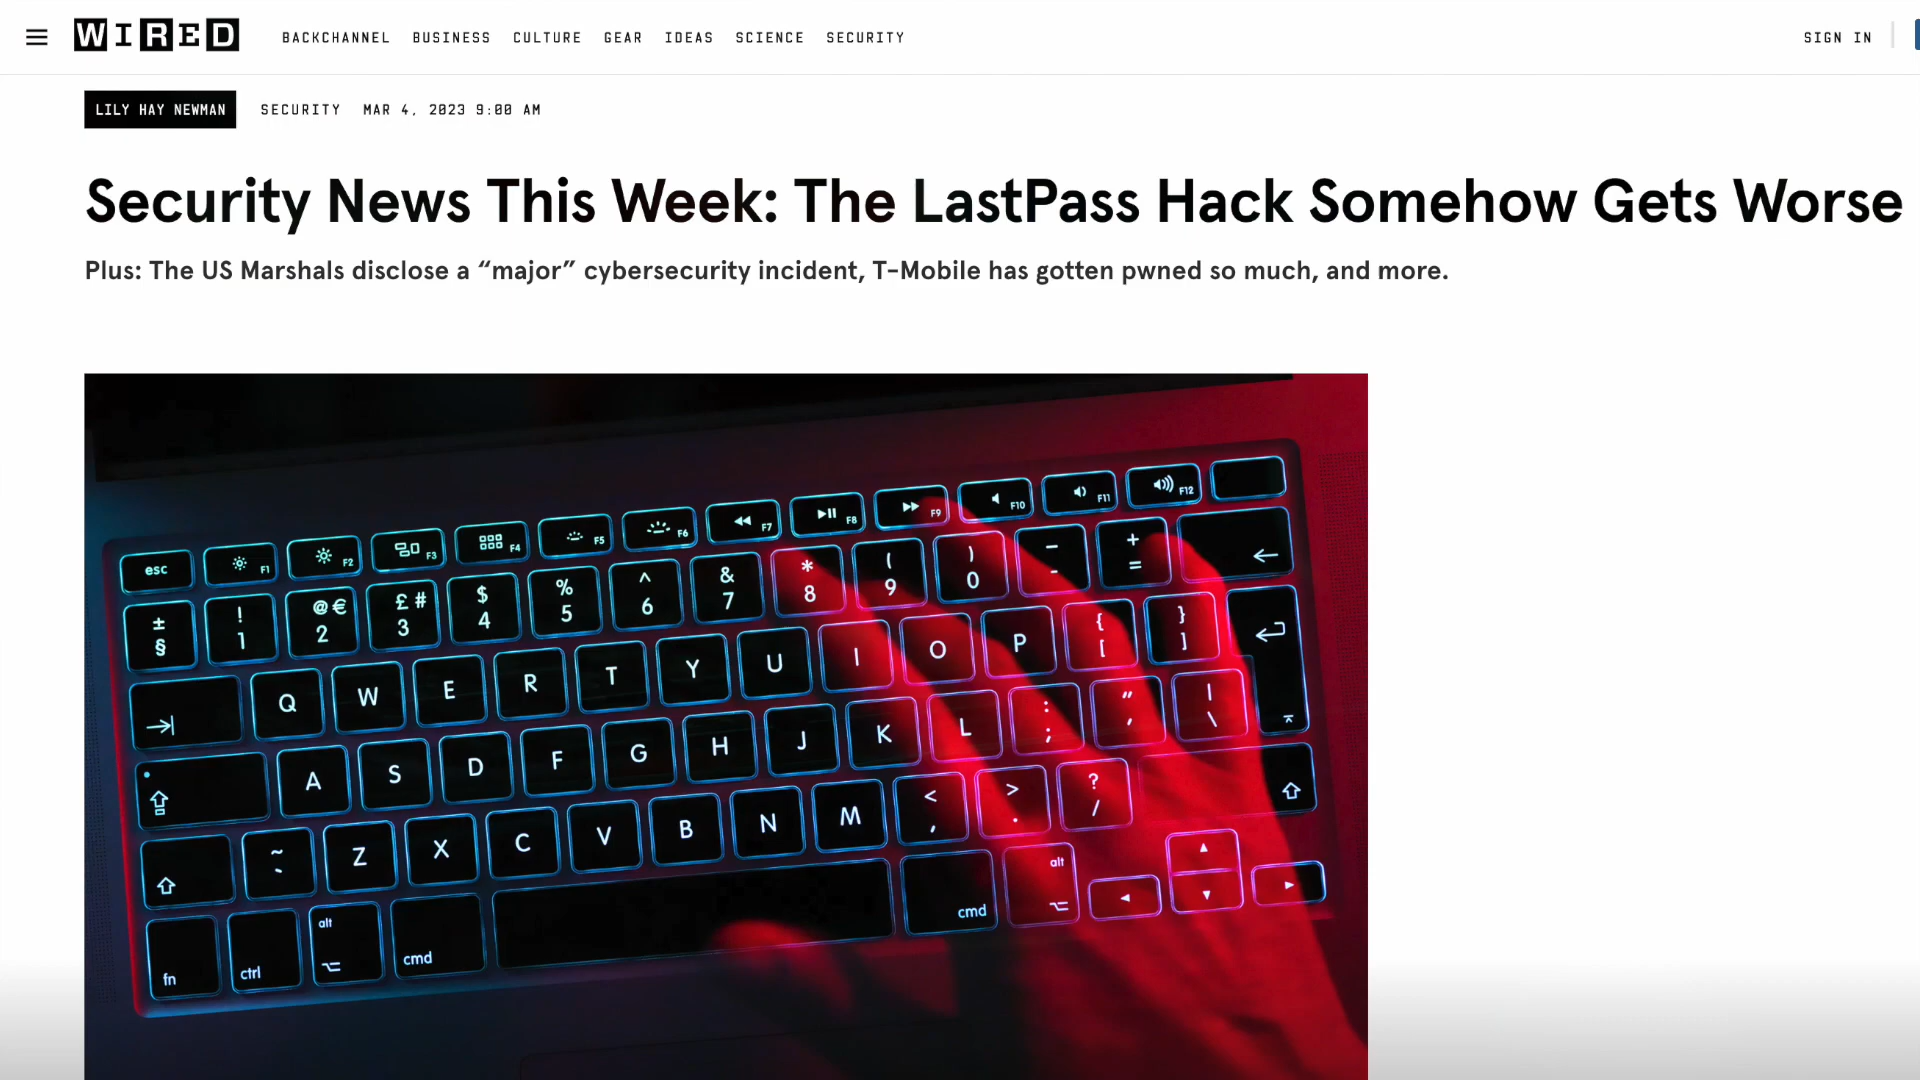 WIRED BACKCHANNEL BUSINESS CULTURE GEAR IDEAS SCIENCE SECURITY SIGN IN
LILY HAY NEWMAN SECURITY MAR 4, 2023 9:00 AM
Security News This Week: The LastPass Hack Somehow Gets Worse
Plus: The US Marshals disclose a “major” cybersecurity incident, T-Mobile has gotten pwned so much, and more.
esc F1 F2 F3 F4 F5 F6 F7 F8 F9 F10 F11 F12
± ! @ € £ # $ % ^ & * ( ) – +
§ 1 2 3 4 5 6 7 8 9 0 - =
Q W E R T Y U I O P { [ } ]
A S D F G H J K L : ; " ' | \
~ ` Z X C V B N M < , > . ? /
fn ctrl alt cmd cmd alt